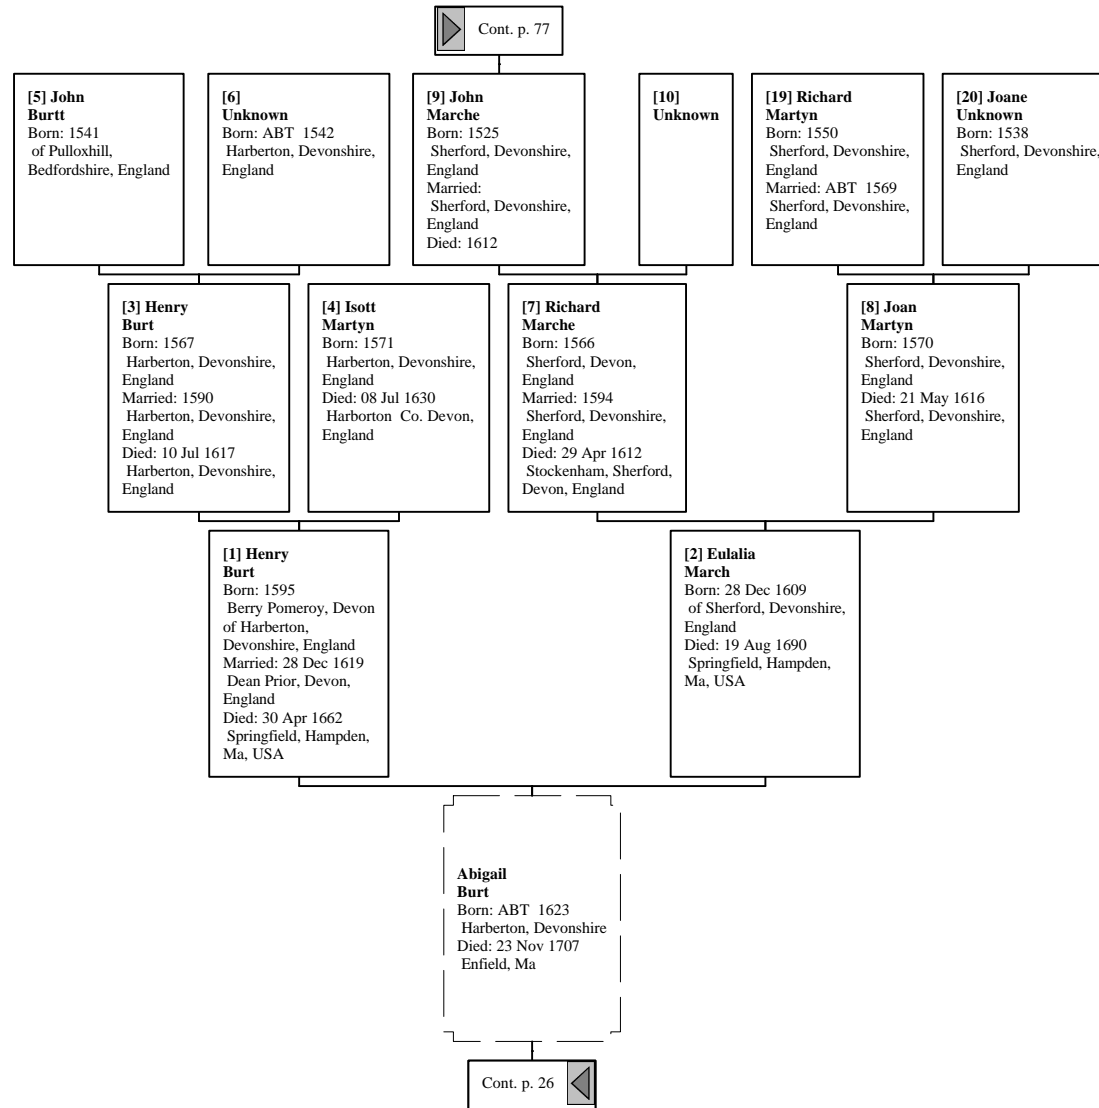 Cont. p. 77
[5] John
Burtt
Born: 1541
of Pulloxhill,
Bedfordshire, England
[6]
Unknown
Born: ABT 1542
Harberton, Devonshire,
England
[9] John
Marche
Born: 1525
Sherford, Devonshire,
England
Married:
Sherford, Devonshire,
England
Died: 1612
[10]
Unknown
[19] Richard
Martyn
Born: 1550
Sherford, Devonshire,
England
Married: ABT 1569
Sherford, Devonshire,
England
[20] Joane
Unknown
Born: 1538
Sherford, Devonshire,
England
[3] Henry
Burt
Born: 1567
Harberton, Devonshire,
England
Married: 1590
Harberton, Devonshire,
England
Died: 10 Jul 1617
Harberton, Devonshire,
England
[4] Isott
Martyn
Born: 1571
Harberton, Devonshire,
England
Died: 08 Jul 1630
Harborton Co. Devon,
England
[7] Richard
Marche
Born: 1566
Sherford, Devon,
England
Married: 1594
Sherford, Devonshire,
England
Died: 29 Apr 1612
Stockenham, Sherford,
Devon, England
[8] Joan
Martyn
Born: 1570
Sherford, Devonshire,
England
Died: 21 May 1616
Sherford, Devonshire,
England
[1] Henry
Burt
Born: 1595
Berry Pomeroy, Devon
of Harberton,
Devonshire, England
Married: 28 Dec 1619
Dean Prior, Devon,
England
Died: 30 Apr 1662
Springfield, Hampden,
Ma, USA
[2] Eulalia
March
Born: 28 Dec 1609
of Sherford, Devonshire,
England
Died: 19 Aug 1690
Springfield, Hampden,
Ma, USA
Abigail
Burt
Born: ABT 1623
Harberton, Devonshire
Died: 23 Nov 1707
Enfield, Ma
Cont. p. 26